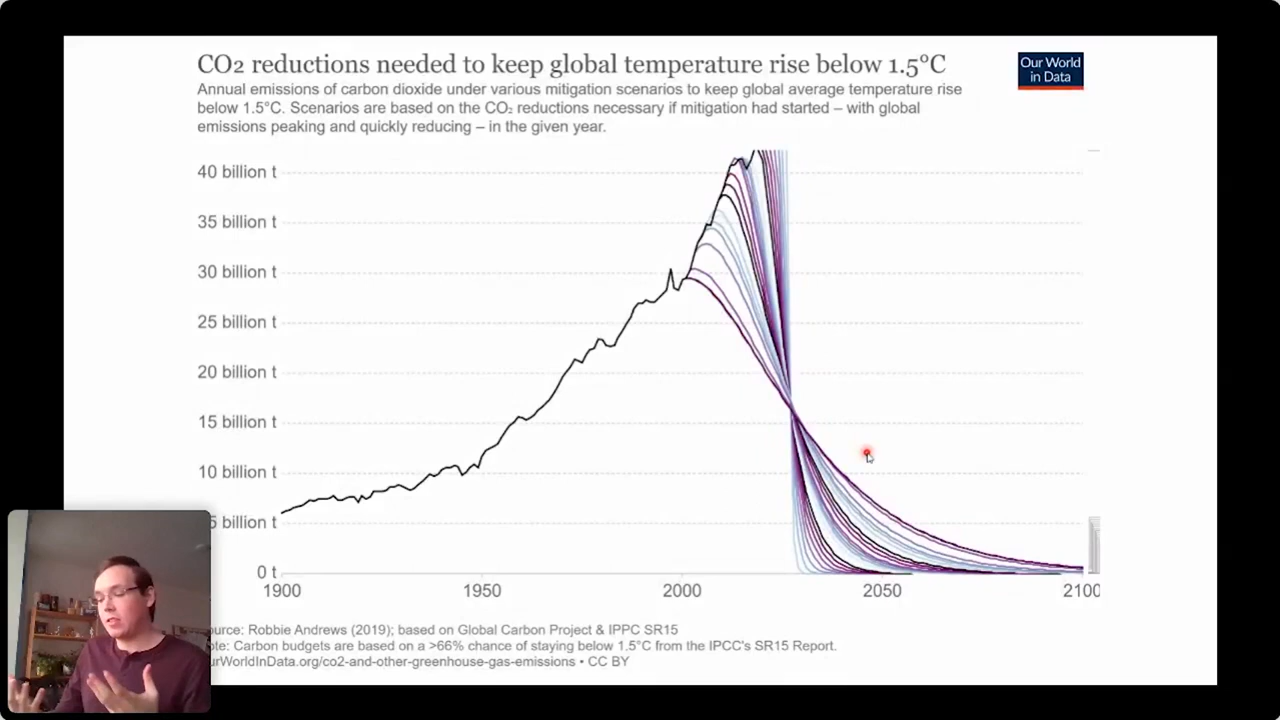 CO2 reductions needed to keep global temperature rise below 1.5°C
Our World
in Data
Annual emissions of carbon dioxide under various mitigation scenarios to keep global average temperature rise
below 1.5°C. Scenarios are based on the CO₂ reductions necessary if mitigation had started – with global
emissions peaking and quickly reducing – in the given year.
40 billion t
35 billion t
30 billion t
25 billion t
20 billion t
15 billion t
10 billion t
5 billion t
0 t
1900 1950 2000 2050 2100
ource: Robbie Andrews (2019); based on Global Carbon Project & IPPC SR15
ote: Carbon budgets are based on a >66% chance of staying below 1.5°C from the IPCC's SR15 Report.
urWorldInData.org/co2-and-other-greenhouse-gas-emissions • CC BY